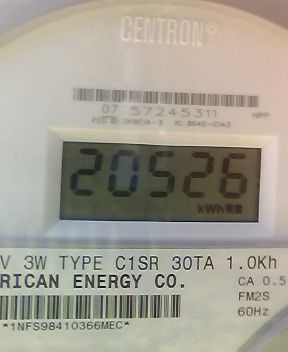 CENTRON®
07 57245311 MPP
20526
kWh
V 3W TYPE C1SR 30TA 1.0Kh
RICAN ENERGY CO. CA 0.5
FM2S
*1NFS98410366MEC* 60Hz